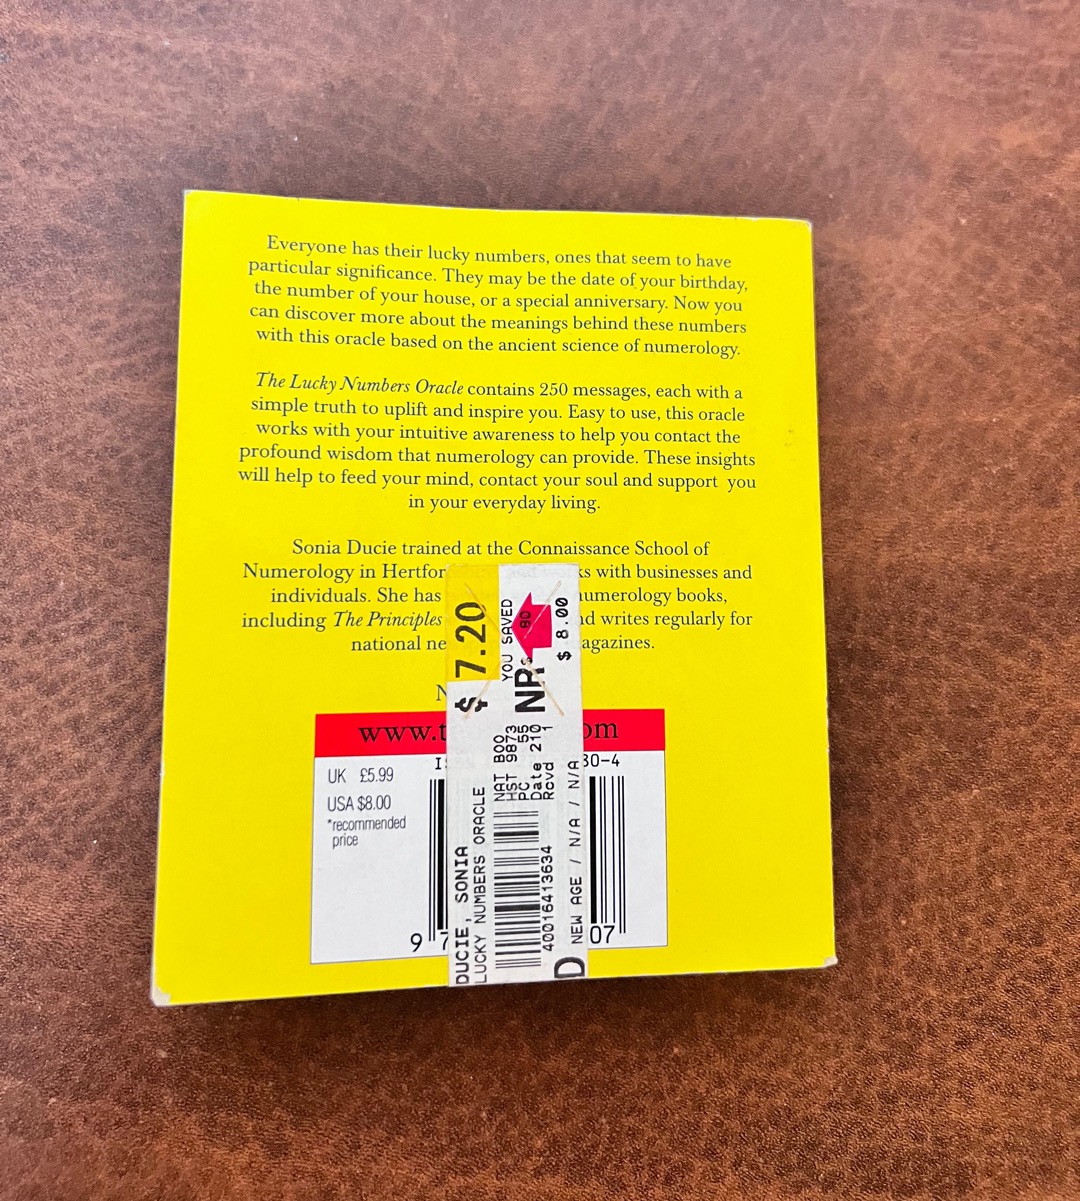 Everyone has their lucky numbers, ones that seem to have
particular significance. They may be the date of your birthday,
the number of your house, or a special anniversary. Now you
can discover more about the meanings behind these numbers
with this oracle based on the ancient science of numerology.
The Lucky Numbers Oracle contains 250 messages, each with a
simple truth to uplift and inspire you. Easy to use, this oracle
works with your intuitive awareness to help you contact the
profound wisdom that numerology can provide. These insights
will help to feed your mind, contact your soul and support you
in your everyday living.
Sonia Ducie trained at the Connaissance School of
Numerology in Hertfor ks with businesses and
individuals. She has numerology books,
including The Principles nd writes regularly for
national ne agazines.
N
www.t om
UK £5.99
USA $8.00
*recommended
price
30-4
9 7 07
$ 7.20
YOU SAVED
80
$ 8.00
NP
DUCIE, SONIA
LUCKY NUMBERS ORACLE
NAT BOO
HST 9873
PC 55
Date 210
Rcvd 1
40016413634
D NEW AGE / N/A / N/A